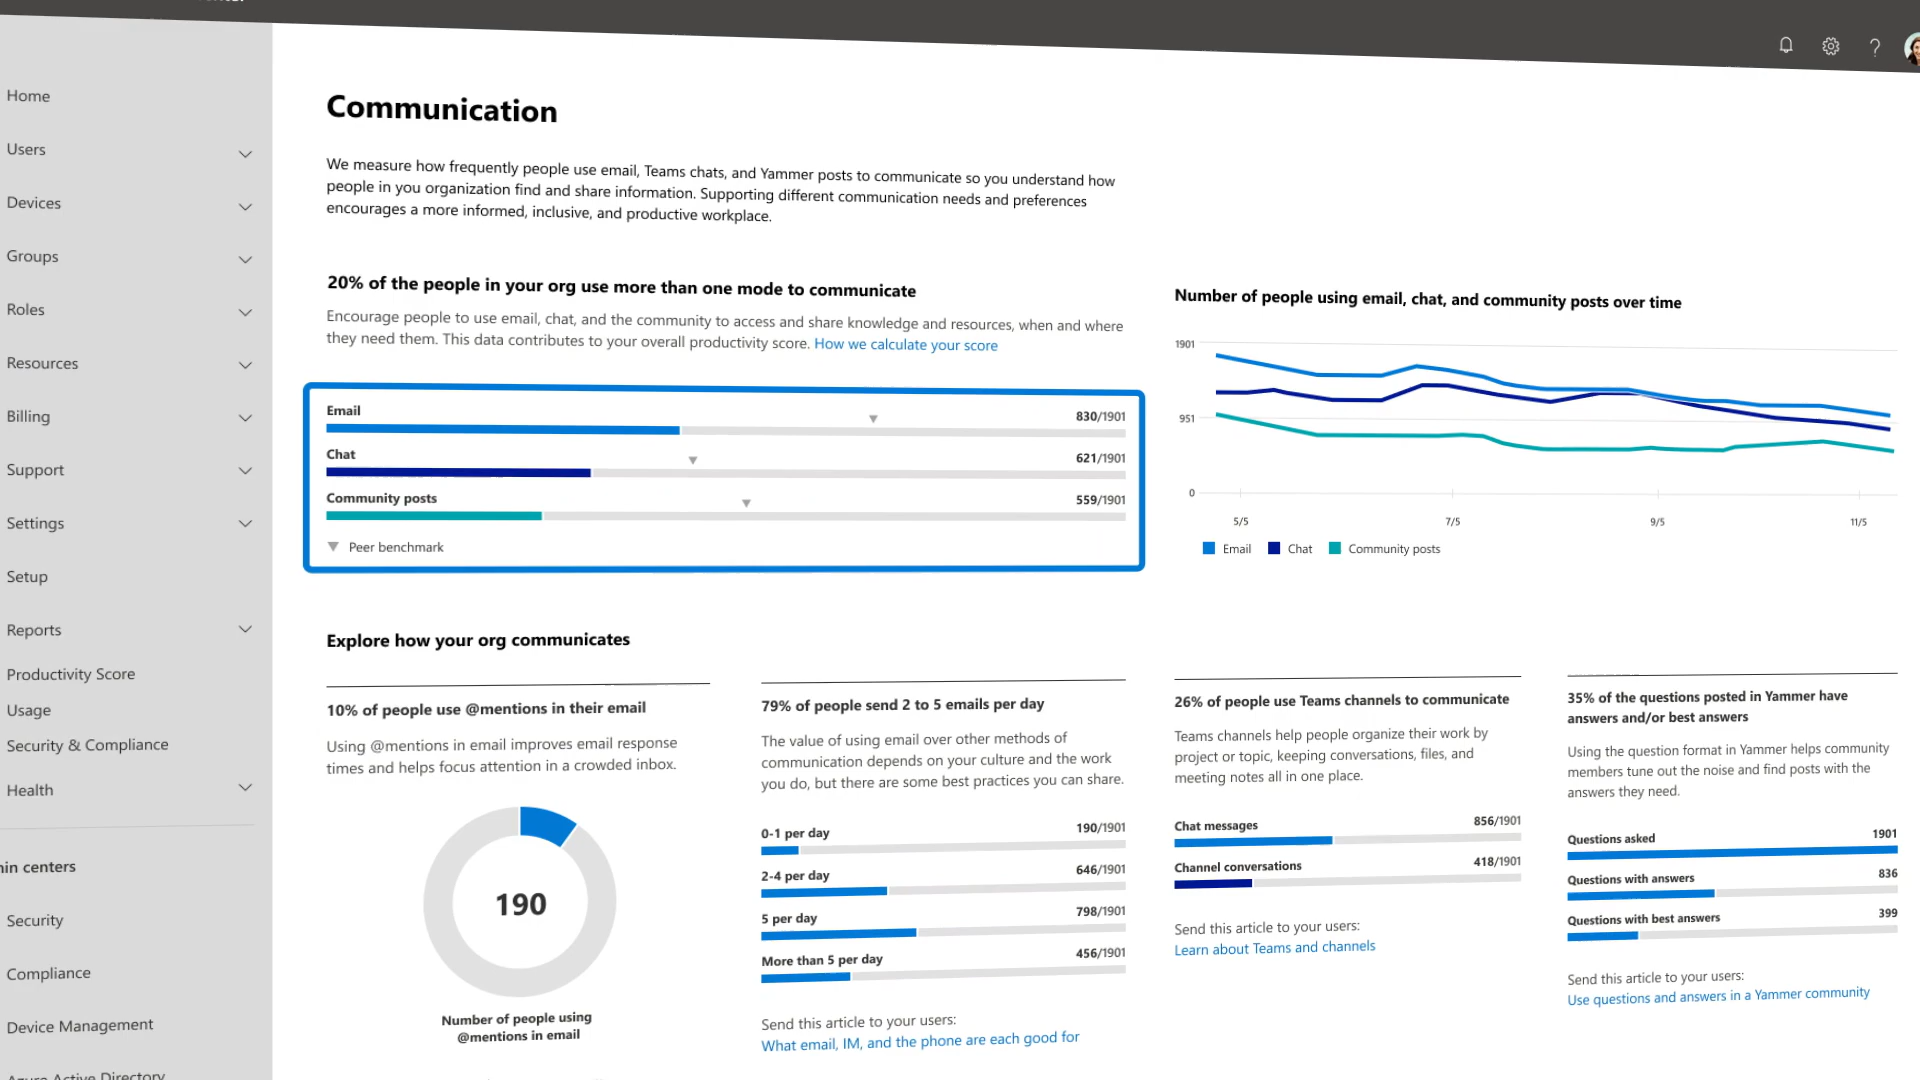 Home
Users
Devices
Groups
Roles
Resources
Billing
Support
Settings
Setup
Reports
Productivity Score
Usage
Security & Compliance
Health
Security
Compliance
Device Management
Azure Active Directory
Communication
We measure how frequently people use email, Teams chats, and Yammer posts to communicate so you understand how
people in you organization find and share information. Supporting different communication needs and preferences
encourages a more informed, inclusive, and productive workplace.
20% of the people in your org use more than one mode to communicate
Encourage people to use email, chat, and the community to access and share knowledge and resources, when and where
they need them. This data contributes to your overall productivity score. How we calculate your score
Email 830/1901
Chat 621/1901
Community posts 559/1901
Peer benchmark
Number of people using email, chat, and community posts over time
1901
951
0
5/5 7/5 9/5 11/5
Email Chat Community posts
Explore how your org communicates
10% of people use @mentions in their email
Using @mentions in email improves email response
times and helps focus attention in a crowded inbox.
190
Number of people using
@mentions in email
79% of people send 2 to 5 emails per day
The value of using email over other methods of
communication depends on your culture and the work
you do, but there are some best practices you can share.
0-1 per day 190/1901
2-4 per day 646/1901
5 per day 798/1901
More than 5 per day 456/1901
Send this article to your users:
What email, IM, and the phone are each good for
26% of people use Teams channels to communicate
Teams channels help people organize their work by
project or topic, keeping conversations, files, and
meeting notes all in one place.
Chat messages 856/1901
Channel conversations 418/1901
Send this article to your users:
Learn about Teams and channels
35% of the questions posted in Yammer have
answers and/or best answers
Using the question format in Yammer helps community
members tune out the noise and find posts with the
answers they need.
Questions asked 1901
Questions with answers 836
Questions with best answers 399
Send this article to your users:
Use questions and answers in a Yammer community